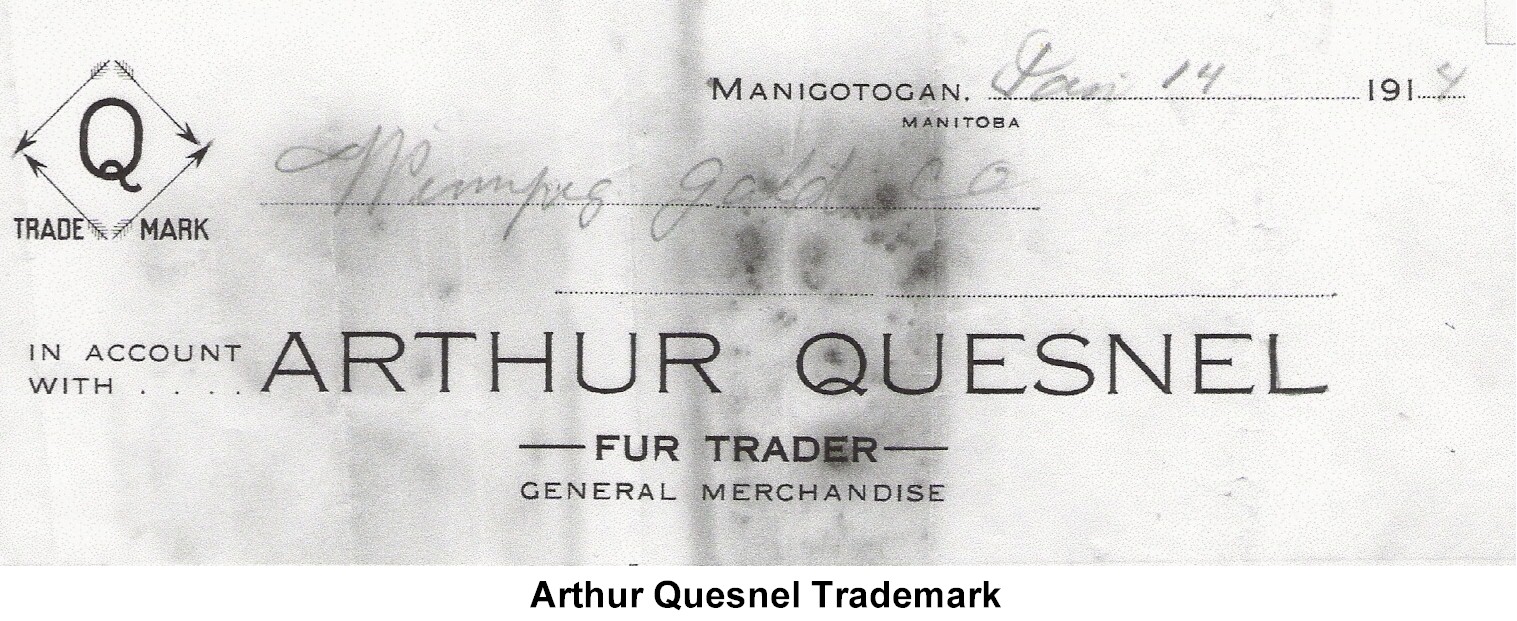 MANIGOTOGAN. Jan 14 1914
MANITOBA
Q
TRADE MARK
Winnipeg Gold Co
IN ACCOUNT
WITH . . . . ARTHUR QUESNEL
FUR TRADER
GENERAL MERCHANDISE
Arthur Quesnel Trademark